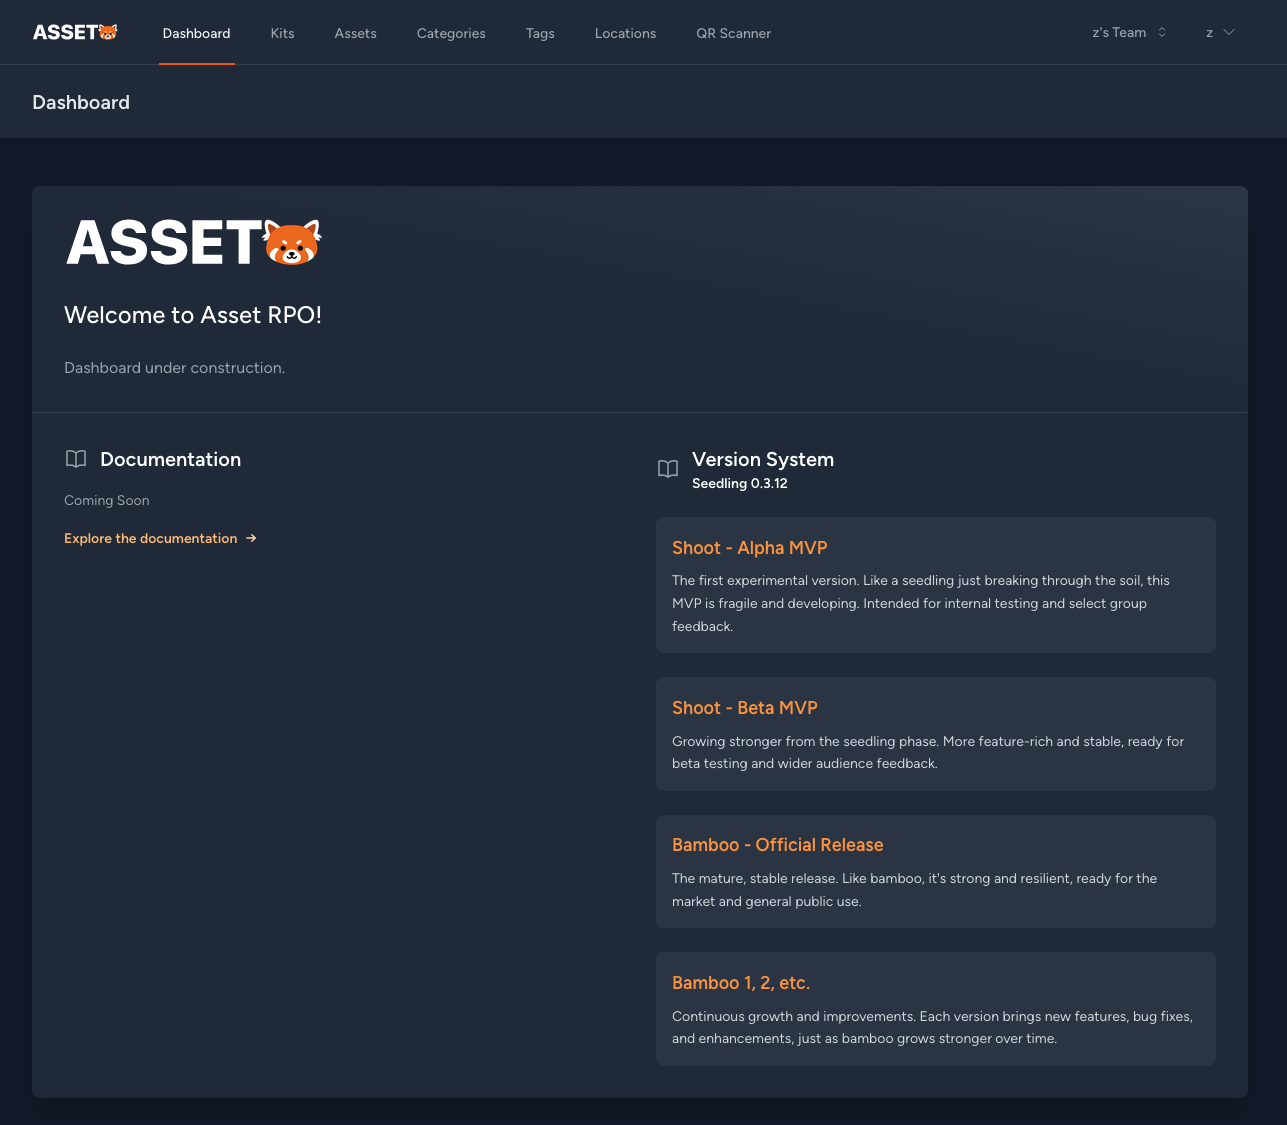 ASSET
Dashboard
Kits
Assets
Categories
Tags
Locations
QR Scanner
z's Team
z
Dashboard
ASSET
Welcome to Asset RPO!
Dashboard under construction.
Documentation
Coming Soon
Explore the documentation →
Version System
Seedling 0.3.12
Shoot - Alpha MVP
The first experimental version. Like a seedling just breaking through the soil, this
MVP is fragile and developing. Intended for internal testing and select group
feedback.
Shoot - Beta MVP
Growing stronger from the seedling phase. More feature-rich and stable, ready for
beta testing and wider audience feedback.
Bamboo - Official Release
The mature, stable release. Like bamboo, it's strong and resilient, ready for the
market and general public use.
Bamboo 1, 2, etc.
Continuous growth and improvements. Each version brings new features, bug fixes,
and enhancements, just as bamboo grows stronger over time.